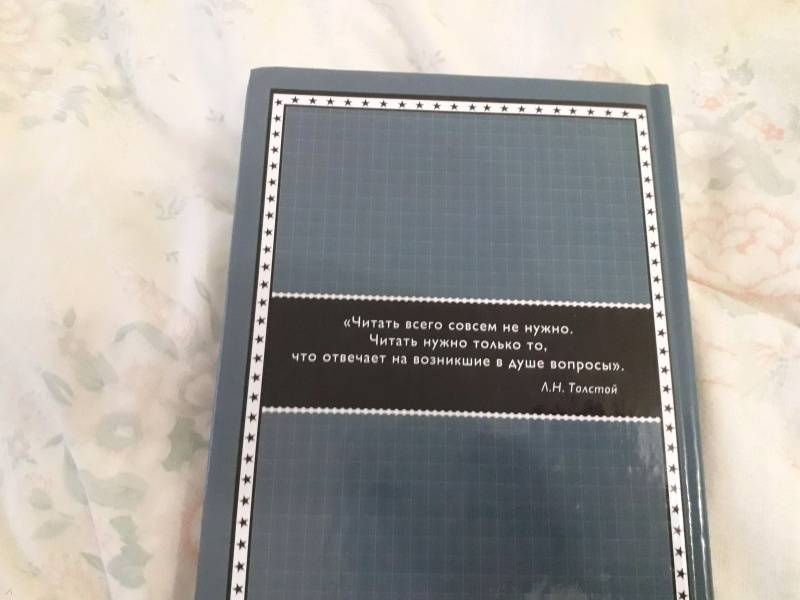 «Читать всего совсем не нужно.
Читать нужно только то,
что отвечает на возникшие в душе вопросы».
Л.Н. Толстой